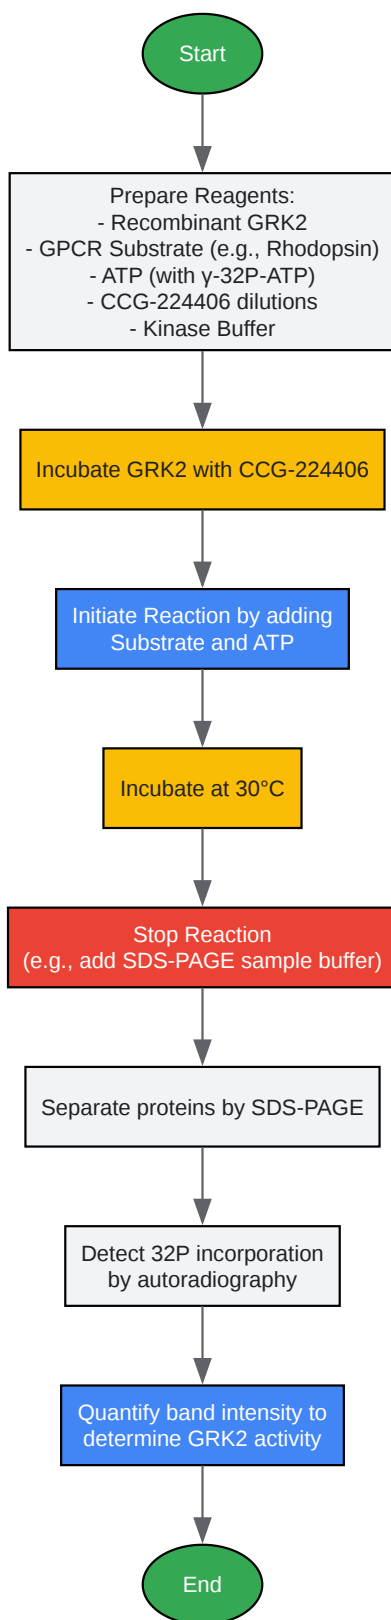 Start
Prepare Reagents:
- Recombinant GRK2
- GPCR Substrate (e.g., Rhodopsin)
- ATP (with γ-32P-ATP)
- CCG-224406 dilutions
- Kinase Buffer
Incubate GRK2 with CCG-224406
Initiate Reaction by adding
Substrate and ATP
Incubate at 30°C
Stop Reaction
(e.g., add SDS-PAGE sample buffer)
Separate proteins by SDS-PAGE
Detect 32P incorporation
by autoradiography
Quantify band intensity to
determine GRK2 activity
End